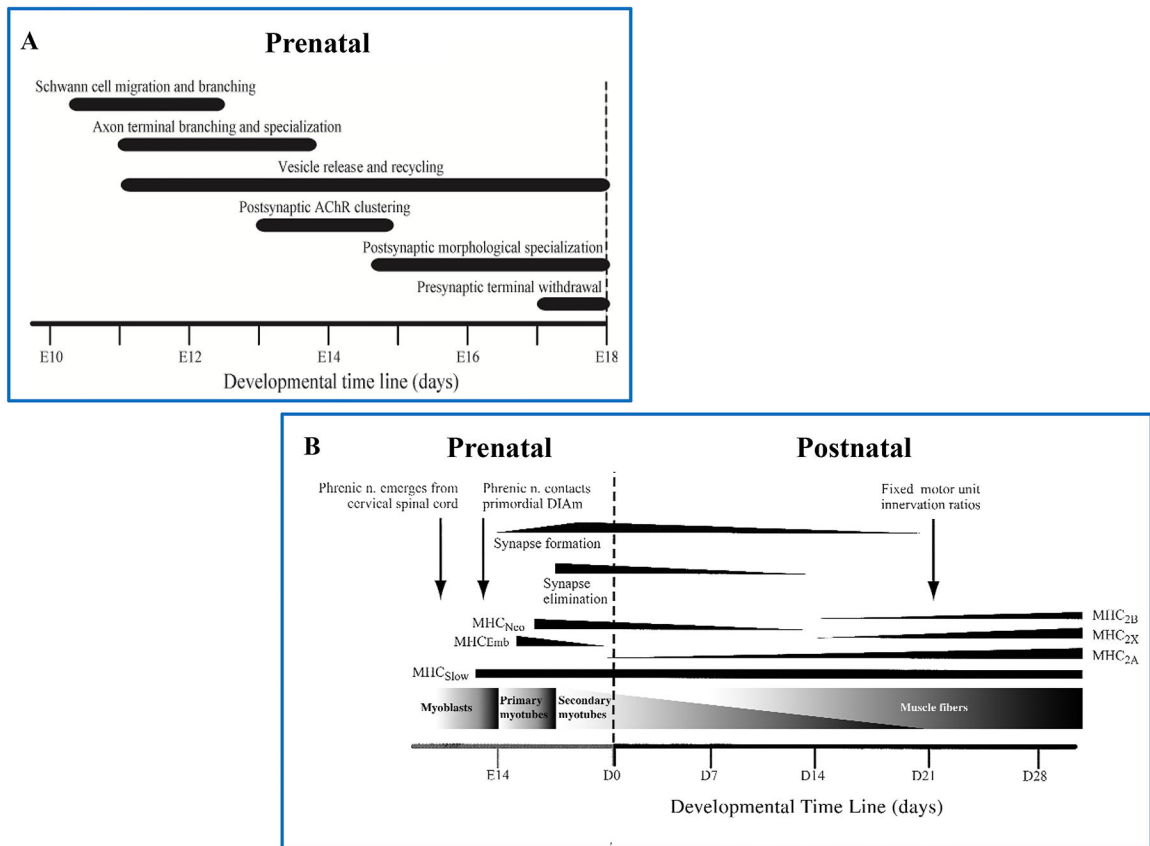 A
Prenatal
Schwann cell migration and branching
Axon terminal branching and specialization
Vesicle release and recycling
Postsynaptic AChR clustering
Postsynaptic morphological specialization
Presynaptic terminal withdrawal
E10 E12 E14 E16 E18
Developmental time line (days)
B
Prenatal Postnatal
Phrenic n. emerges from
cervical spinal cord
Phrenic n. contacts
primordial DIAm
Fixed motor unit
innervation ratios
Synapse formation
Synapse
elimination
MHCNeo
MHCEmb
MHCSlow
MHC2B
MHC2X
MHC2A
Myoblasts
Primary
myotubes
Secondary
myotubes
Muscle fibers
E14 D0 D7 D14 D21 D28
Developmental Time Line (days)